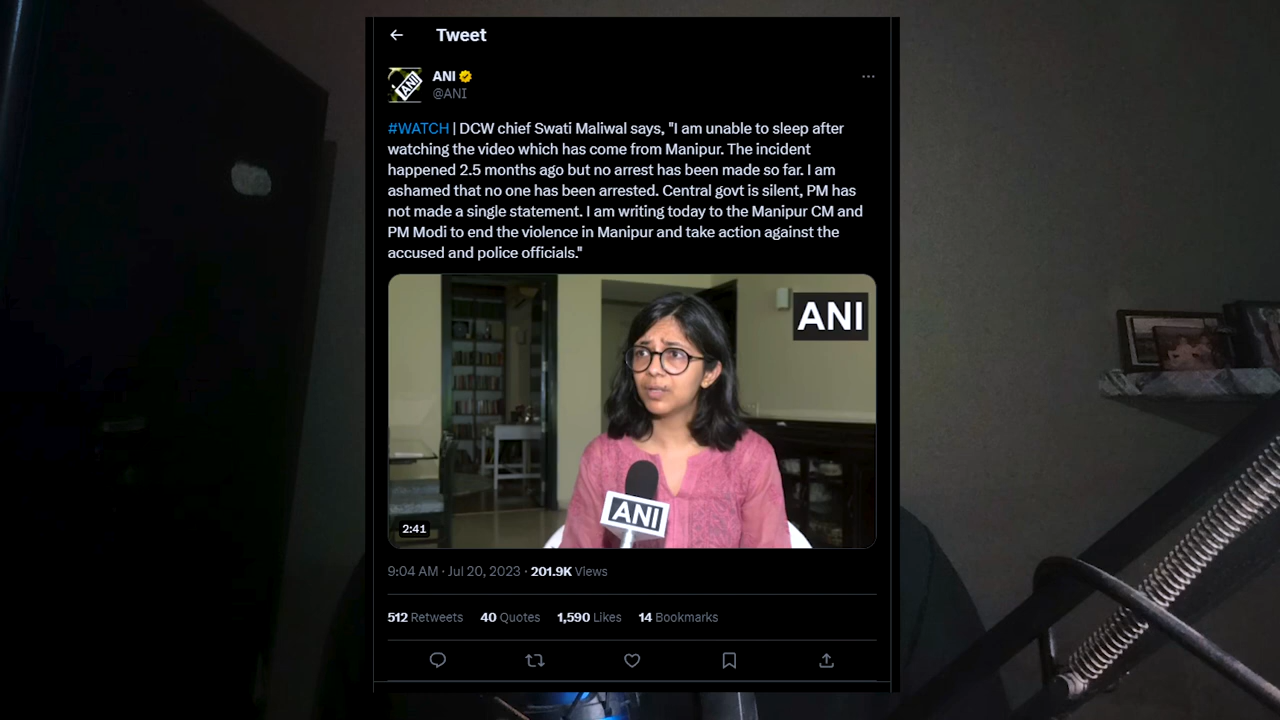 Tweet
ANI
ANI
@ANI
#WATCH | DCW chief Swati Maliwal says, "I am unable to sleep after
watching the video which has come from Manipur. The incident
happened 2.5 months ago but no arrest has been made so far. I am
ashamed that no one has been arrested. Central govt is silent, PM has
not made a single statement. I am writing today to the Manipur CM and
PM Modi to end the violence in Manipur and take action against the
accused and police officials."
ANI
ANI
2:41
9:04 AM · Jul 20, 2023 · 201.9K Views
512 Retweets 40 Quotes 1,590 Likes 14 Bookmarks